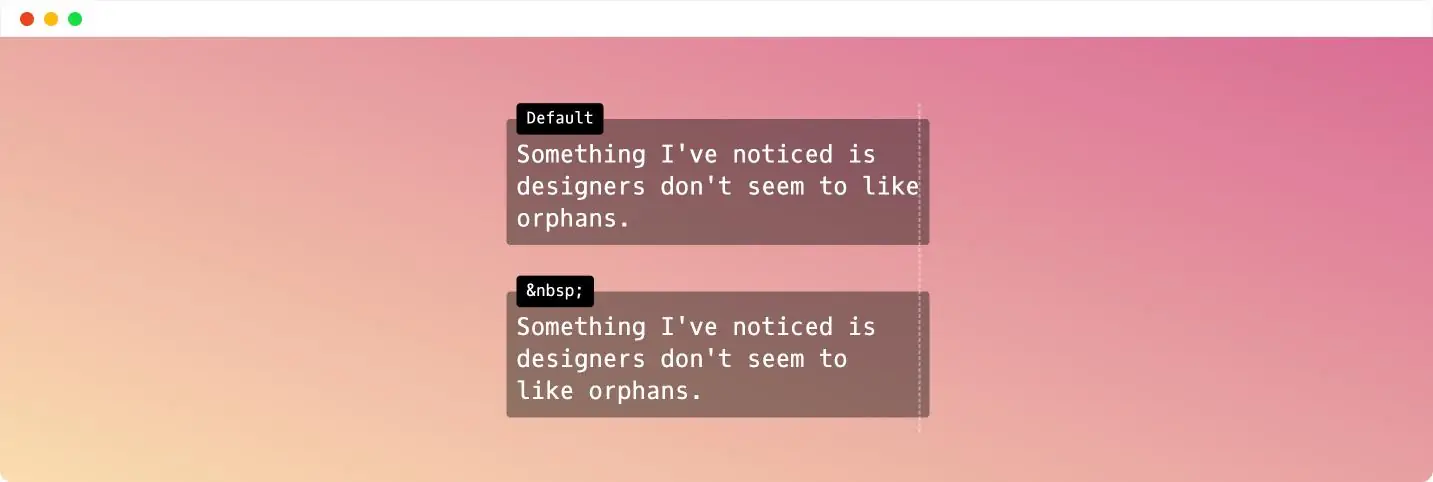 Default
Something I've noticed is
designers don't seem to like
orphans.
&nbsp;
Something I've noticed is
designers don't seem to
like orphans.